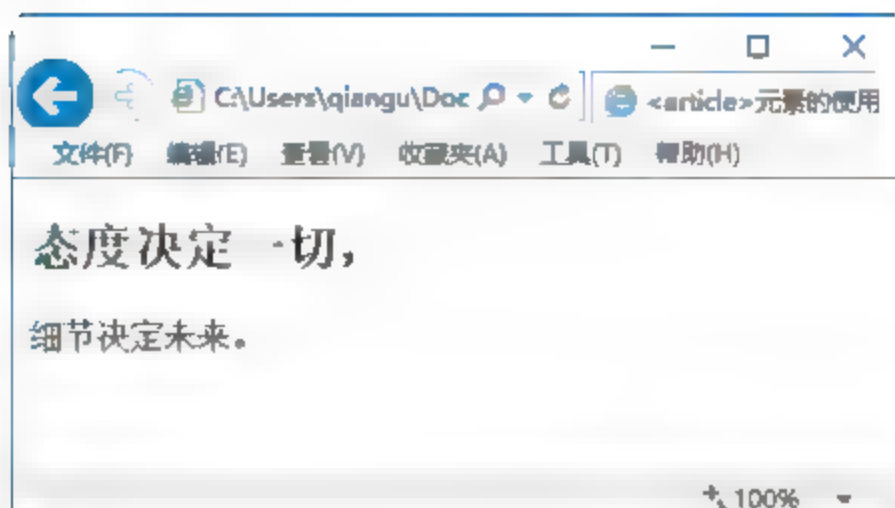 C:\Users\qiangu\Doc
<article>元素的使用
文件(F) 编辑(E) 查看(V) 收藏夹(A) 工具(T) 帮助(H)
态度决定一切，
细节决定未来。
100%